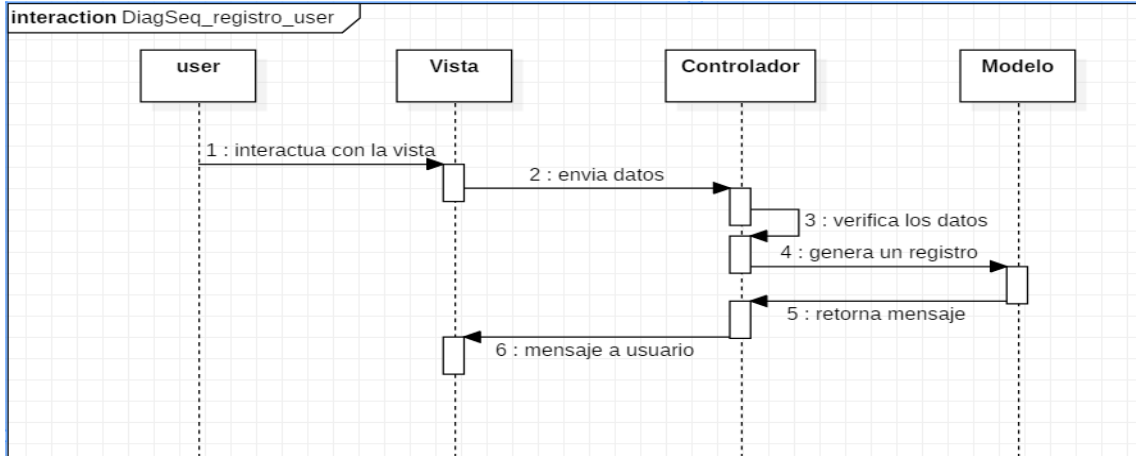 interaction DiagSeq_registro_user
user
Vista
Controlador
Modelo
1 : interactua con la vista
2 : envia datos
3 : verifica los datos
4 : genera un registro
5 : retorna mensaje
6 : mensaje a usuario